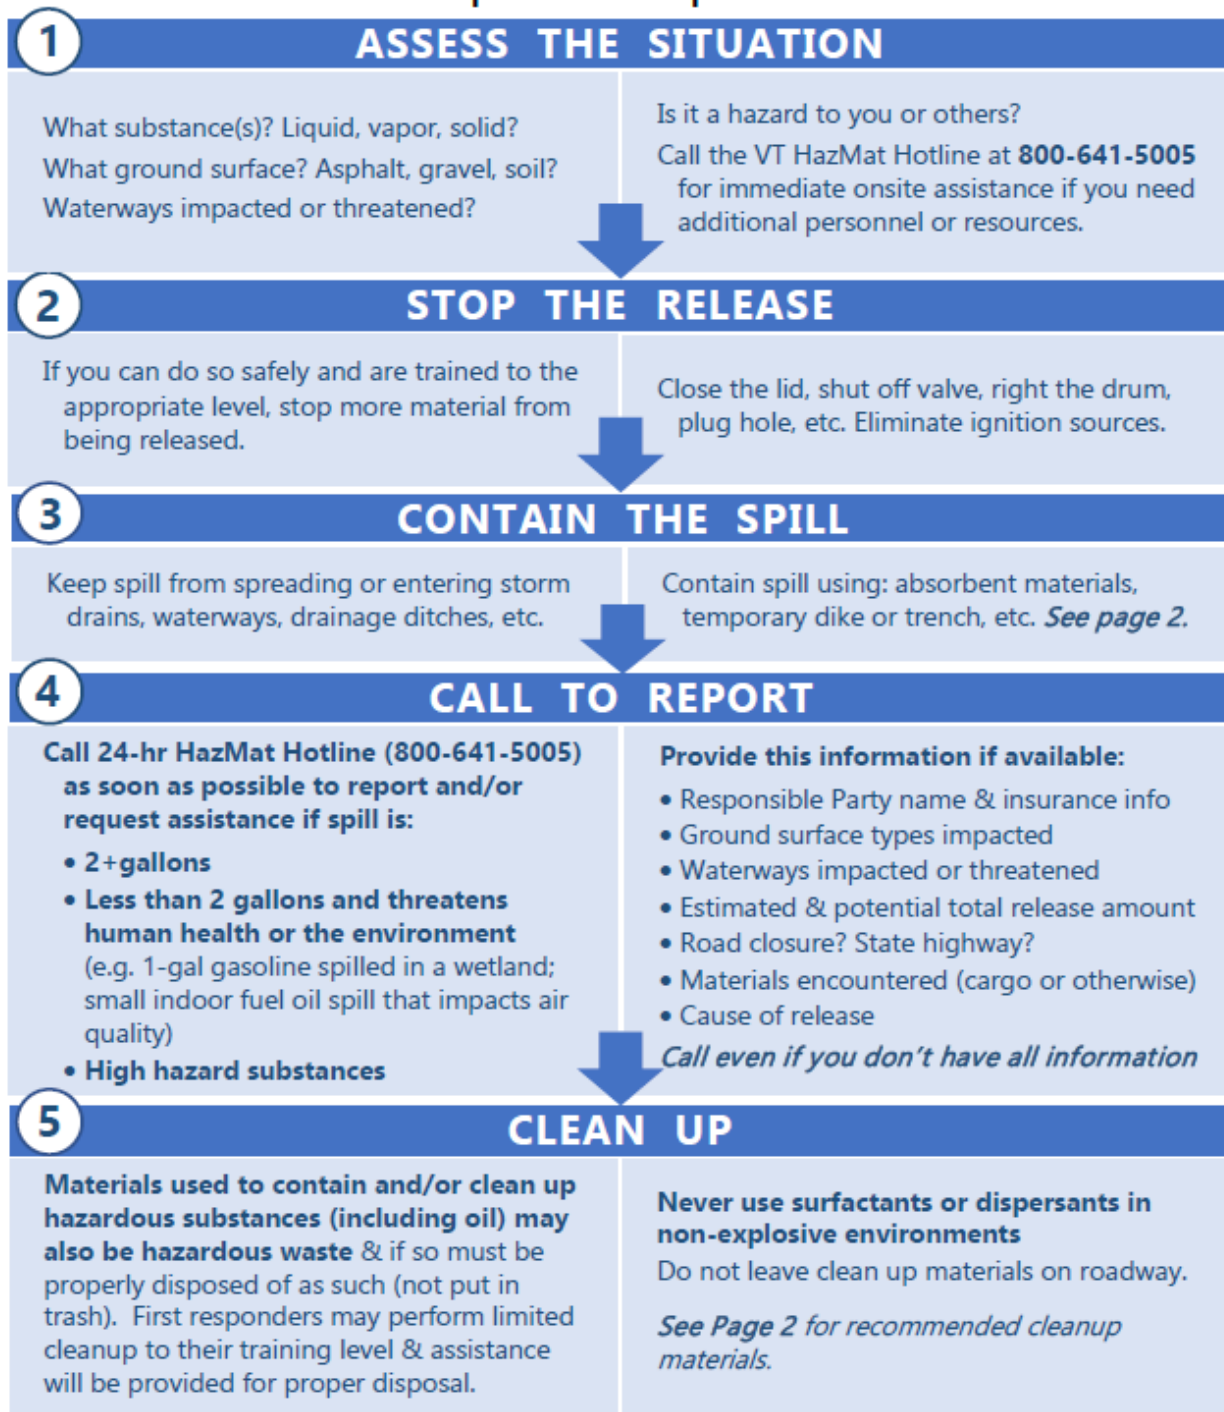 1
ASSESS THE SITUATION
What substance(s)? Liquid, vapor, solid?
What ground surface? Asphalt, gravel, soil?
Waterways impacted or threatened?
Is it a hazard to you or others?
Call the VT HazMat Hotline at 800-641-5005
for immediate onsite assistance if you need
additional personnel or resources.
2
STOP THE RELEASE
If you can do so safely and are trained to the
appropriate level, stop more material from
being released.
Close the lid, shut off valve, right the drum,
plug hole, etc. Eliminate ignition sources.
3
CONTAIN THE SPILL
Keep spill from spreading or entering storm
drains, waterways, drainage ditches, etc.
Contain spill using: absorbent materials,
temporary dike or trench, etc. See page 2.
4
CALL TO REPORT
Call 24-hr HazMat Hotline (800-641-5005)
as soon as possible to report and/or
request assistance if spill is:
• 2+gallons
• Less than 2 gallons and threatens
human health or the environment
(e.g. 1-gal gasoline spilled in a wetland;
small indoor fuel oil spill that impacts air
quality)
• High hazard substances
Provide this information if available:
• Responsible Party name & insurance info
• Ground surface types impacted
• Waterways impacted or threatened
• Estimated & potential total release amount
• Road closure? State highway?
• Materials encountered (cargo or otherwise)
• Cause of release
Call even if you don't have all information
5
CLEAN UP
Materials used to contain and/or clean up
hazardous substances (including oil) may
also be hazardous waste & if so must be
properly disposed of as such (not put in
trash). First responders may perform limited
cleanup to their training level & assistance
will be provided for proper disposal.
Never use surfactants or dispersants in
non-explosive environments
Do not leave clean up materials on roadway.
See Page 2 for recommended cleanup
materials.